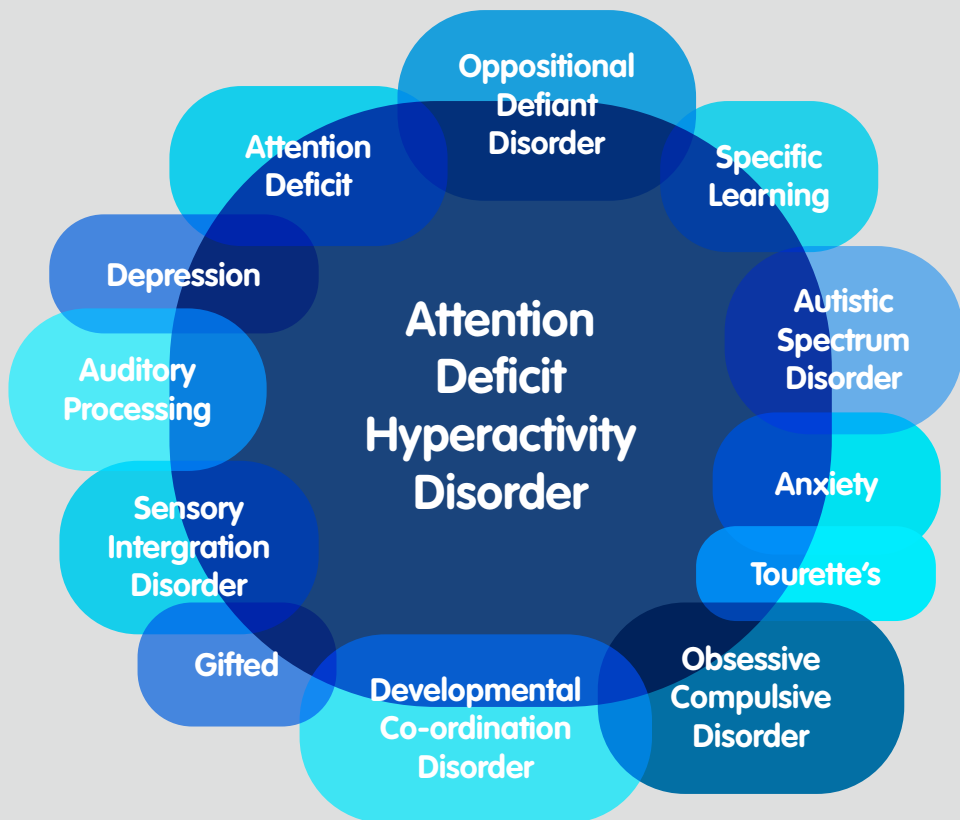 Oppositional
Defiant
Disorder
Attention
Deficit
Specific
Learning
Depression
Autistic
Spectrum
Disorder
Attention
Deficit
Hyperactivity
Disorder
Auditory
Processing
Anxiety
Sensory
Intergration
Disorder
Tourette's
Gifted
Obsessive
Compulsive
Disorder
Developmental
Co-ordination
Disorder